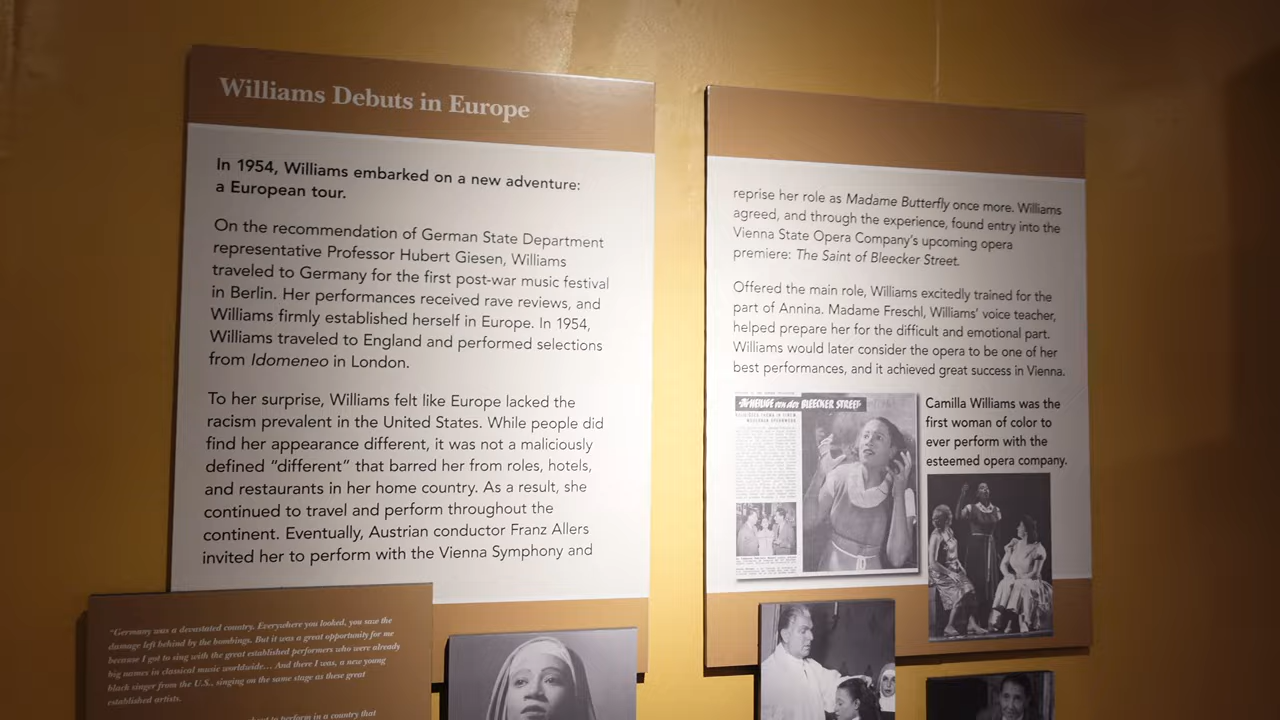 Williams Debuts in Europe
In 1954, Williams embarked on a new adventure:
a European tour.
On the recommendation of German State Department
representative Professor Hubert Giesen, Williams
traveled to Germany for the first post-war music festival
in Berlin. Her performances received rave reviews, and
Williams firmly established herself in Europe. In 1954,
Williams traveled to England and performed selections
from Idomeneo in London.
To her surprise, Williams felt like Europe lacked the
racism prevalent in the United States. While people did
find her appearance different, it was not a maliciously
defined "different" that barred her from roles, hotels,
and restaurants in her home country. As a result, she
continued to travel and perform throughout the
continent. Eventually, Austrian conductor Franz Allers
invited her to perform with the Vienna Symphony and
"Germany was a devastated country. Everywhere you looked, you saw the
damage left behind by the bombings. But it was a great opportunity for me
because I got to sing with the great established performers who were already
big names in classical music worldwide... And there I was, a new young
black singer from the U.S., singing on the same stage as these great
established artists.
to perform in a country that
reprise her role as Madame Butterfly once more. Williams
agreed, and through the experience, found entry into the
Vienna State Opera Company's upcoming opera
premiere: The Saint of Bleecker Street.
Offered the main role, Williams excitedly trained for the
part of Annina. Madame Freschl, Williams' voice teacher,
helped prepare her for the difficult and emotional part.
Williams would later consider the opera to be one of her
best performances, and it achieved great success in Vienna.
Die HEILIGE von der BLEECKER STREET
Camilla Williams was the
first woman of color to
ever perform with the
esteemed opera company.